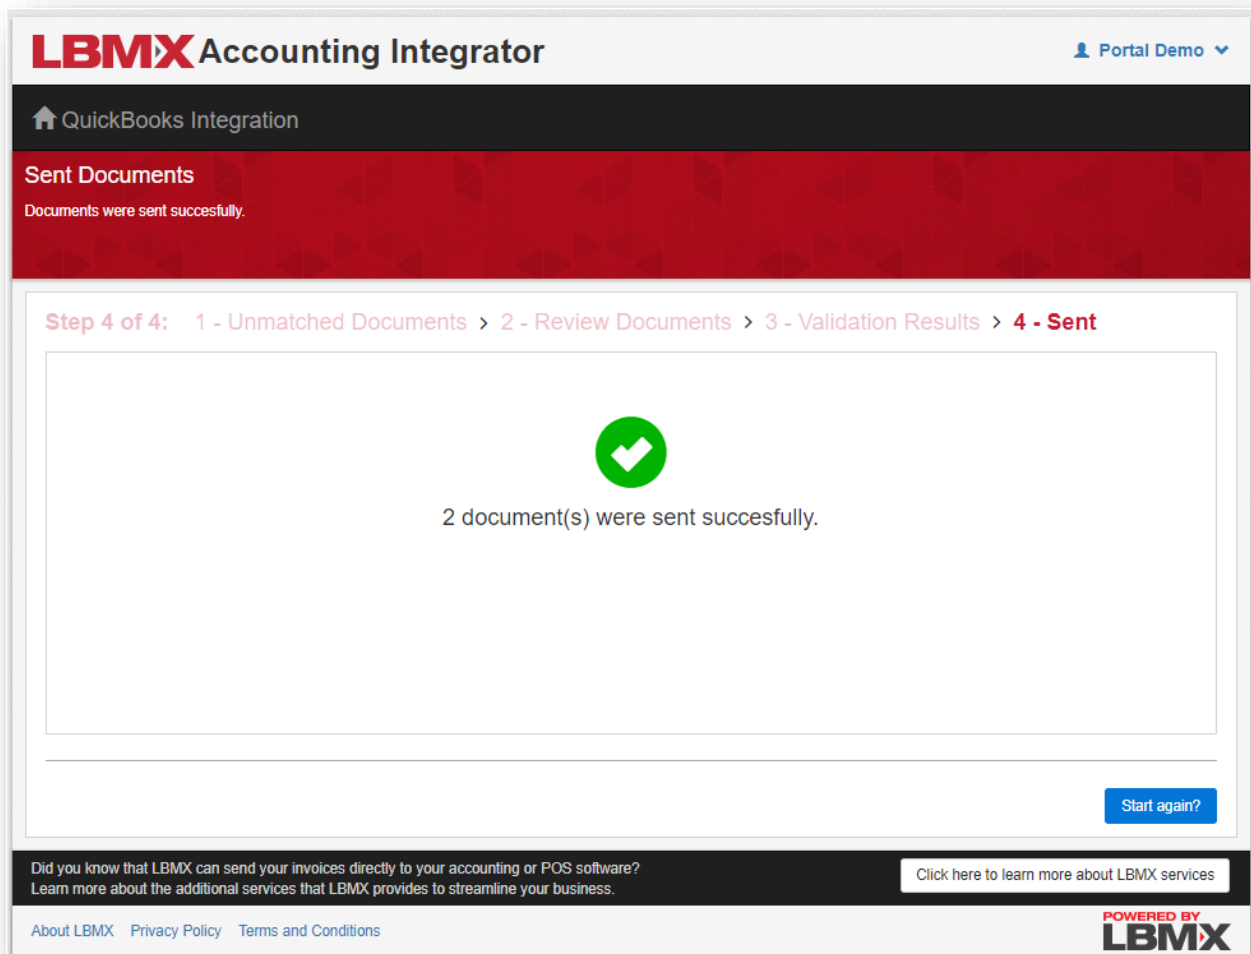 LBMX Accounting Integrator
Portal Demo
QuickBooks Integration
Sent Documents
Documents were sent succesfully.
Step 4 of 4: 1 - Unmatched Documents > 2 - Review Documents > 3 - Validation Results > 4 - Sent
2 document(s) were sent succesfully.
Start again?
Did you know that LBMX can send your invoices directly to your accounting or POS software?
Learn more about the additional services that LBMX provides to streamline your business.
Click here to learn more about LBMX services
About LBMX Privacy Policy Terms and Conditions
POWERED BY
LBMX